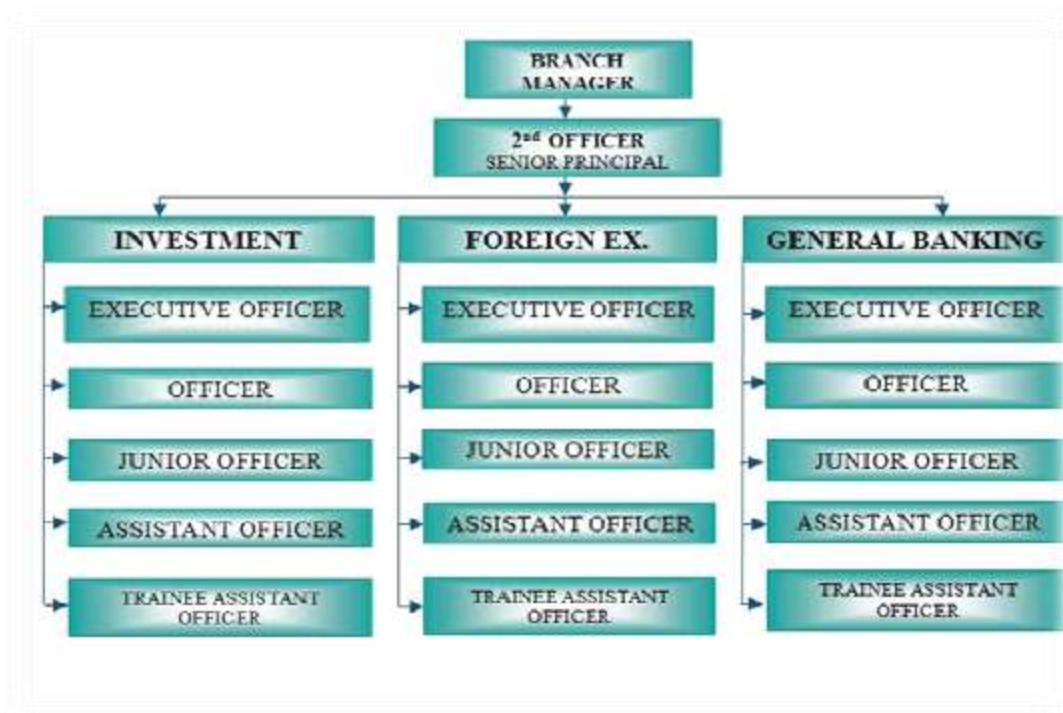 BRANCH
MANAGER
2nd OFFICER
SENIOR PRINCIPAL
INVESTMENT
EXECUTIVE OFFICER
OFFICER
JUNIOR OFFICER
ASSISTANT OFFICER
TRAINEE ASSISTANT
OFFICER
FOREIGN EX.
EXECUTIVE OFFICER
OFFICER
JUNIOR OFFICER
ASSISTANT OFFICER
TRAINEE ASSISTANT
OFFICER
GENERAL BANKING
EXECUTIVE OFFICER
OFFICER
JUNIOR OFFICER
ASSISTANT OFFICER
TRAINEE ASSISTANT
OFFICER